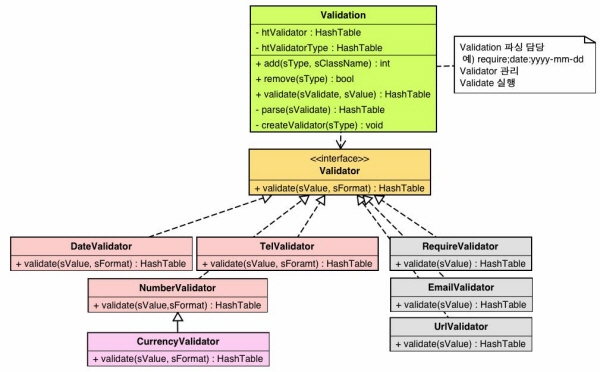 Validation
- htValidator : HashTable
- htValidatorType : HashTable
+ add(sType, sClassName) : int
+ remove(sType) : bool
+ validate(sValidate, sValue) : HashTable
- parse(sValidate) : HashTable
- createValidator(sType) : void
Validation 파싱 담당
예) require;date:yyyy-mm-dd
Validator 관리
Validate 실행
<<interface>>
Validator
+ validate(sValue, sFormat) : HashTable
DateValidator
+ validate(sValue, sFormat) : HashTable
TelValidator
+ validate(sValue, sForamt) : HashTable
RequireValidator
+ validate(sValue) : HashTable
NumberValidator
+ validate(sValue,sFormat) : HashTable
EmailValidator
+ validate(sValue) : HashTable
UrlValidator
+ validate(sValue) : HashTable
CurrencyValidator
+ validate(sValue, sFormat) : HashTable